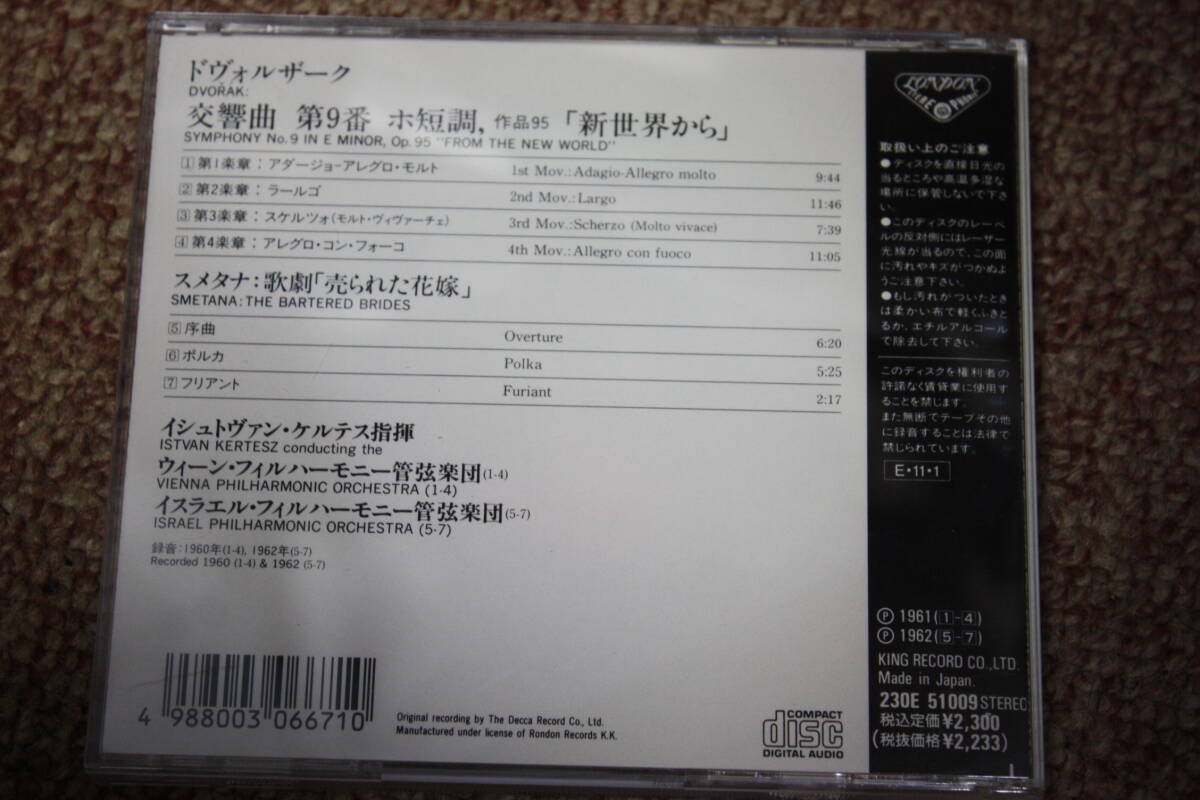 ドヴォルザーク
DVOŘÁK:
交響曲 第9番 ホ短調, 作品95 「新世界から」
SYMPHONY No.9 IN E MINOR, Op.95 "FROM THE NEW WORLD"
1 第1楽章：アダージョ−アレグロ・モルト 1st Mov.: Adagio-Allegro molto 9:44
2 第2楽章：ラールゴ 2nd Mov.: Largo 11:46
3 第3楽章：スケルツォ(モルト・ヴィヴァーチェ) 3rd Mov.: Scherzo (Molto vivace) 7:39
4 第4楽章：アレグロ・コン・フォーコ 4th Mov.: Allegro con fuoco 11:05
スメタナ：歌劇「売られた花嫁」
SMETANA: THE BARTERED BRIDES
5 序曲 Overture 6:20
6 ポルカ Polka 5:25
7 フリアント Furiant 2:17
イシュトヴァン・ケルテス指揮
ISTVAN KERTESZ conducting the
ウィーン・フィルハーモニー管弦楽団(1-4)
VIENNA PHILHARMONIC ORCHESTRA (1-4)
イスラエル・フィルハーモニー管弦楽団(5-7)
ISRAEL PHILHARMONIC ORCHESTRA (5-7)
録音：1960年(1-4), 1962年(5-7)
Recorded 1960 (1-4) & 1962 (5-7)
4 988003 066710
Original recording by The Decca Record Co., Ltd.
Manufactured under license of Rondon Records K.K.
COMPACT
disc
DIGITAL AUDIO
LONDON
取扱い上のご注意
●ディスクを直接日光の
当るところや高温多湿な
場所に保管しないで下さ
い。
●このディスクのレーベ
ルの反対側にはレーザー
光線が当るので、この面
に汚れやキズがつかぬよ
うご注意下さい。
●もし汚れがついたとき
は柔かい布で軽くふきと
るか、エチルアルコール
で除去して下さい。
このディスクを権利者の
許諾なく賃貸業に使用す
ることを禁じます。
また無断でテープその他
に録音することは法律で
禁じられています。
E・11・1
Ⓟ 1961 (1-4)
Ⓟ 1962 (5-7)
KING RECORD CO., LTD.
Made in Japan.
230E 51009 STEREO
税込定価¥2,300
(税抜価格¥2,233)